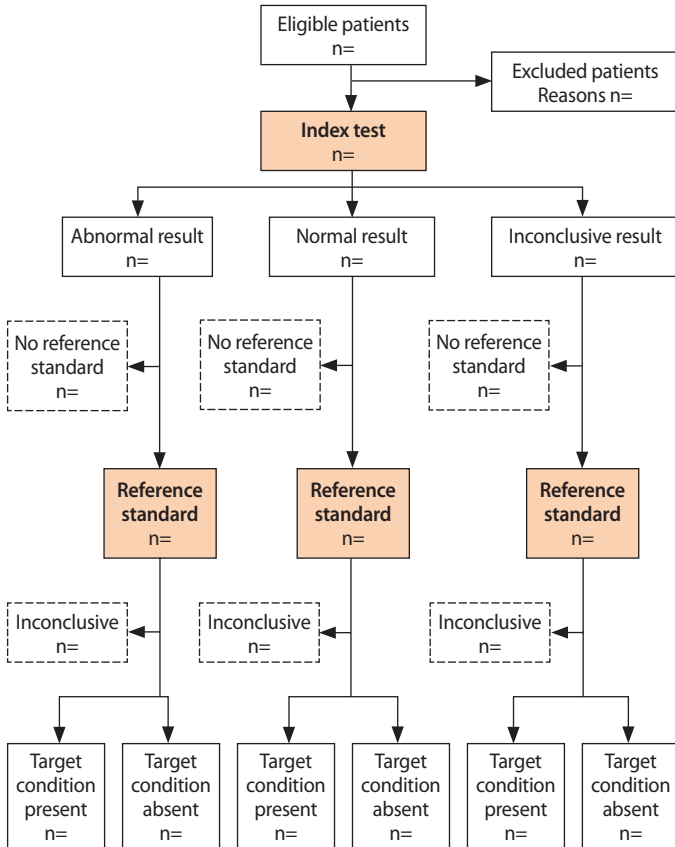 Eligible patients
n=
Excluded patients
Reasons n=
Index test
n=
Abnormal result
n=
Normal result
n=
Inconclusive result
n=
No reference
standard
n=
No reference
standard
n=
No reference
standard
n=
Reference
standard
n=
Reference
standard
n=
Reference
standard
n=
Inconclusive
n=
Inconclusive
n=
Inconclusive
n=
Target
condition
present
n=
Target
condition
absent
n=
Target
condition
present
n=
Target
condition
absent
n=
Target
condition
present
n=
Target
condition
absent
n=